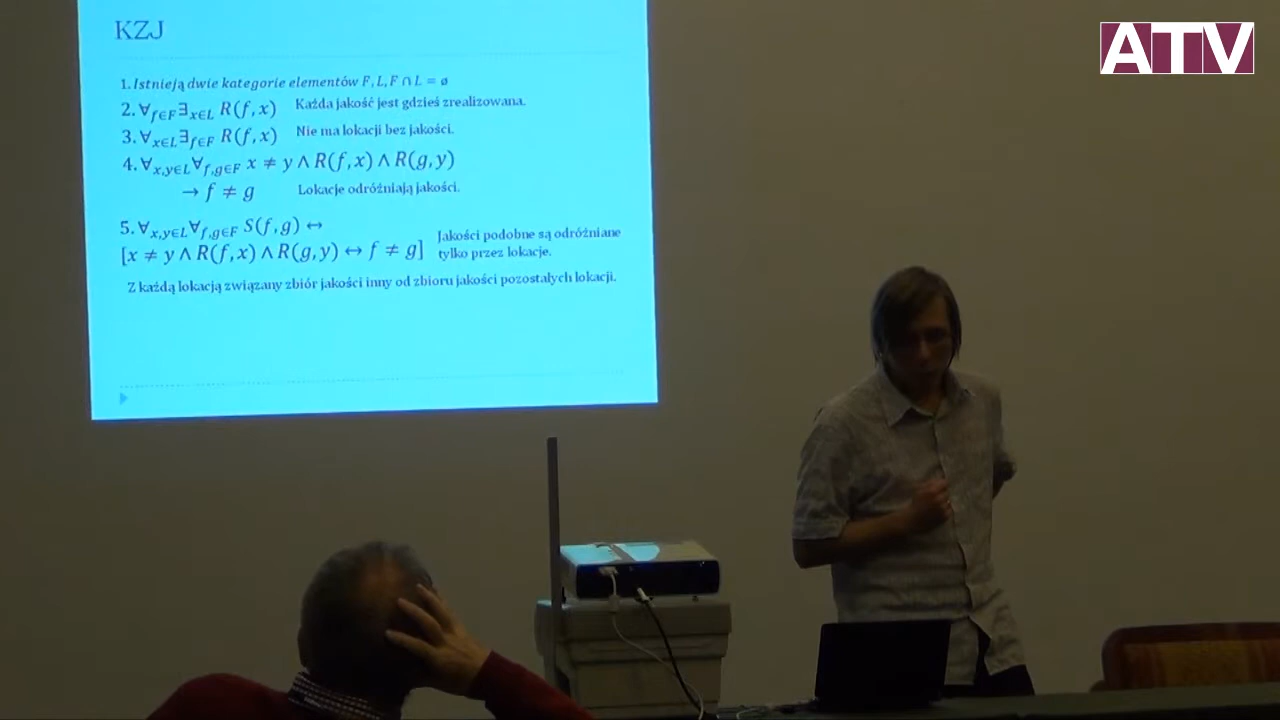 ATV
KZJ
1. Istnieją dwie kategorie elementów F, L, F ∩ L = ø
2. ∀f∈F∃x∈L R(f, x) Każda jakość jest gdzieś zrealizowana.
3. ∀x∈L∃f∈F R(f, x) Nie ma lokacji bez jakości.
4. ∀x,y∈L∀f,g∈F x ≠ y ∧ R(f, x) ∧ R(g, y)
→ f ≠ g Lokacje odróżniają jakości.
5. ∀x,y∈L∀f,g∈F S(f, g) ↔
[x ≠ y ∧ R(f, x) ∧ R(g, y) ↔ f ≠ g]
Jakości podobne są odróżniane
tylko przez lokacje.
Z każdą lokacją związany zbiór jakości inny od zbioru jakości pozostałych lokacji.